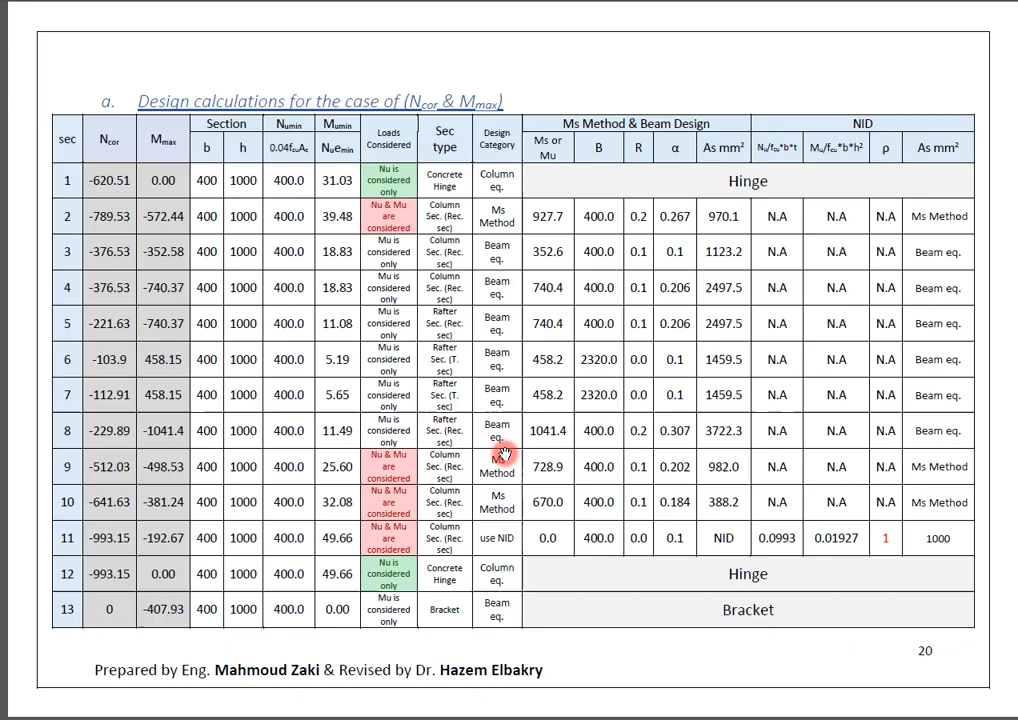 a. Design calculations for the case of (Ncor & Mmax)
sec Ncor Mmax Section Numin Mumin Loads Considered Sec type Design Category Ms Method & Beam Design NID
b h 0.04fcuAc Nuemin Ms or Mu B R α As mm² Nu/fcu*b*t Mu/fcu*b*h² ρ As mm²
1 -620.51 0.00 400 1000 400.0 31.03 Nu is considered only Concrete Hinge Column eq. Hinge
2 -789.53 -572.44 400 1000 400.0 39.48 Nu & Mu are considered Column Sec. (Rec. sec) Ms Method 927.7 400.0 0.2 0.267 970.1 N.A N.A N.A Ms Method
3 -376.53 -352.58 400 1000 400.0 18.83 Mu is considered only Column Sec. (Rec. sec) Beam eq. 352.6 400.0 0.1 0.1 1123.2 N.A N.A N.A Beam eq.
4 -376.53 -740.37 400 1000 400.0 18.83 Mu is considered only Column Sec. (Rec. sec) Beam eq. 740.4 400.0 0.1 0.206 2497.5 N.A N.A N.A Beam eq.
5 -221.63 -740.37 400 1000 400.0 11.08 Mu is considered only Rafter Sec. (Rec. sec) Beam eq. 740.4 400.0 0.1 0.206 2497.5 N.A N.A N.A Beam eq.
6 -103.9 458.15 400 1000 400.0 5.19 Mu is considered only Rafter Sec. (T. sec) Beam eq. 458.2 2320.0 0.0 0.1 1459.5 N.A N.A N.A Beam eq.
7 -112.91 458.15 400 1000 400.0 5.65 Mu is considered only Rafter Sec. (T. sec) Beam eq. 458.2 2320.0 0.0 0.1 1459.5 N.A N.A N.A Beam eq.
8 -229.89 -1041.4 400 1000 400.0 11.49 Mu is considered only Rafter Sec. (Rec. sec) Beam eq. 1041.4 400.0 0.2 0.307 3722.3 N.A N.A N.A Beam eq.
9 -512.03 -498.53 400 1000 400.0 25.60 Nu & Mu are considered Column Sec. (Rec. sec) Ms Method 728.9 400.0 0.1 0.202 982.0 N.A N.A N.A Ms Method
10 -641.63 -381.24 400 1000 400.0 32.08 Nu & Mu are considered Column Sec. (Rec. sec) Ms Method 670.0 400.0 0.1 0.184 388.2 N.A N.A N.A Ms Method
11 -993.15 -192.67 400 1000 400.0 49.66 Nu & Mu are considered Column Sec. (Rec. sec) use NID 0.0 400.0 0.0 0.1 NID 0.0993 0.01927 1 1000
12 -993.15 0.00 400 1000 400.0 49.66 Nu is considered only Concrete Hinge Column eq. Hinge
13 0 -407.93 400 1000 400.0 0.00 Mu is considered only Bracket Beam eq. Bracket
20
Prepared by Eng. Mahmoud Zaki & Revised by Dr. Hazem Elbakry